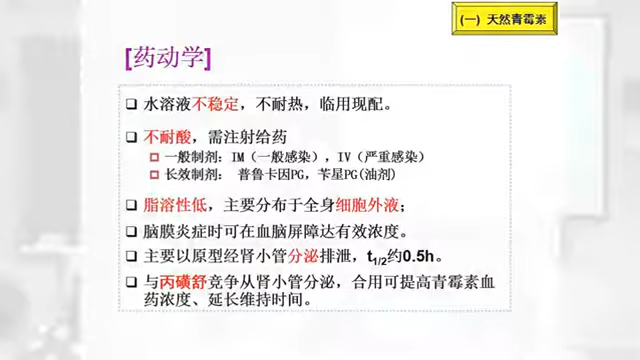 (一) 天然青霉素
[药动学]
水溶液不稳定，不耐热，临用现配。
不耐酸，需注射给药
一般制剂：IM（一般感染），IV（严重感染）
长效制剂： 普鲁卡因PG，苄星PG(油剂)
脂溶性低，主要分布于全身细胞外液；
脑膜炎症时可在血脑屏障达有效浓度。
主要以原型经肾小管分泌排泄，t1/2约0.5h。
与丙磺舒竞争从肾小管分泌，合用可提高青霉素血
药浓度、延长维持时间。